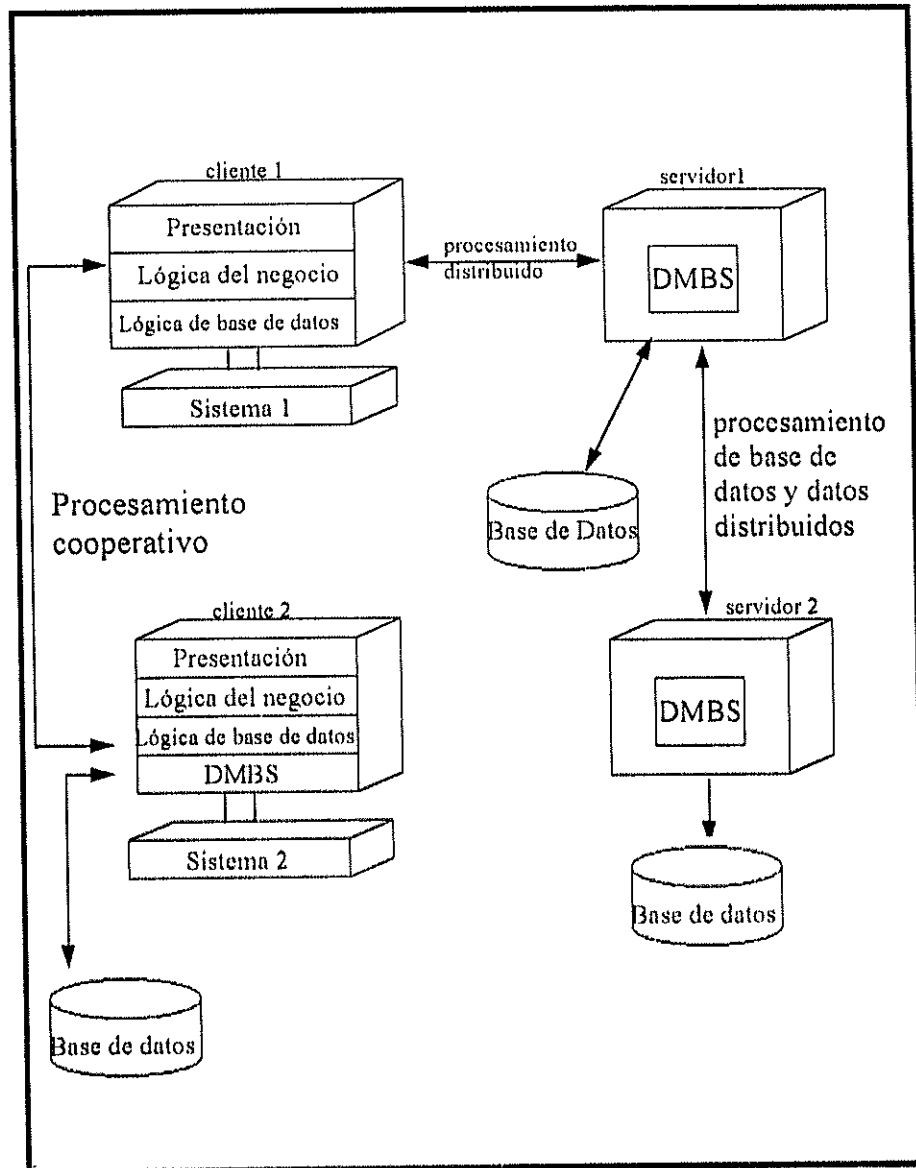 cliente 1
Presentación
Lógica del negocio
Lógica de base de datos
Sistema 1
procesamiento
distribuido
servidor1
DMBS
Base de Datos
procesamiento
de base de
datos y datos
distribuidos
Procesamiento
cooperativo
cliente 2
Presentación
Lógica del negocio
Lógica de base de datos
DMBS
Sistema 2
servidor 2
DMBS
Base de datos
Base de datos